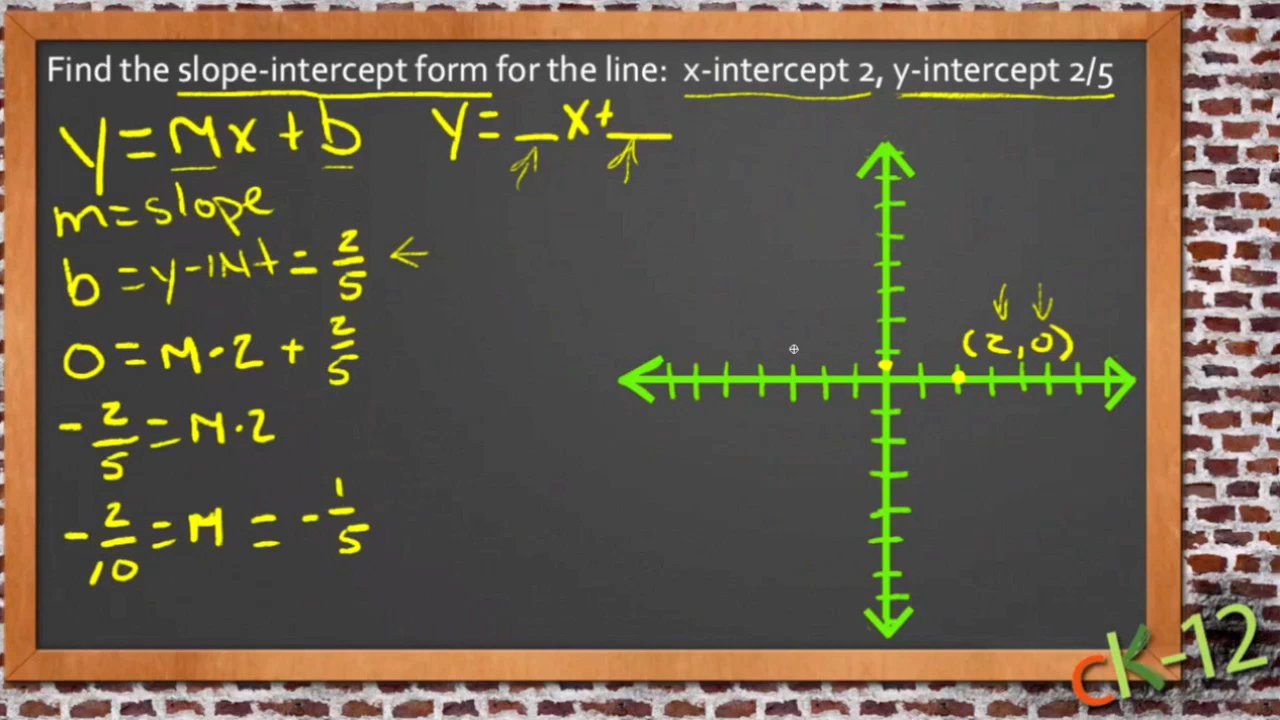 Find the slope-intercept form for the line: x-intercept 2, y-intercept 2/5
y = Mx + b
y = __ x + __
m = slope
b = y-int = 2/5 ←
0 = M·2 + 2/5
-2/5 = M·2
-2/10 = M = -1/5
(2,0)
cK-12